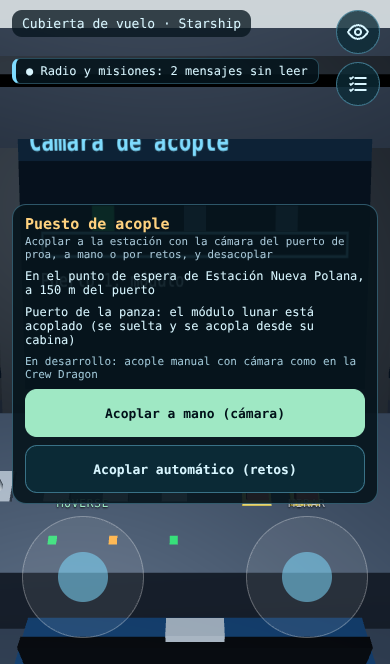 Cubierta de vuelo · Starship
● Radio y misiones: 2 mensajes sin leer
Cámara de acople
Puesto de acople
Acoplar a la estación con la cámara del puerto de
proa, a mano o por retos, y desacoplar
En el punto de espera de Estación Nueva Polana,
a 150 m del puerto
Puerto de la panza: el módulo lunar está
acoplado (se suelta y se acopla desde su
cabina)
En desarrollo: acople manual con cámara como en la
Crew Dragon
Acoplar a mano (cámara)
Acoplar automático (retos)
MOVERSE